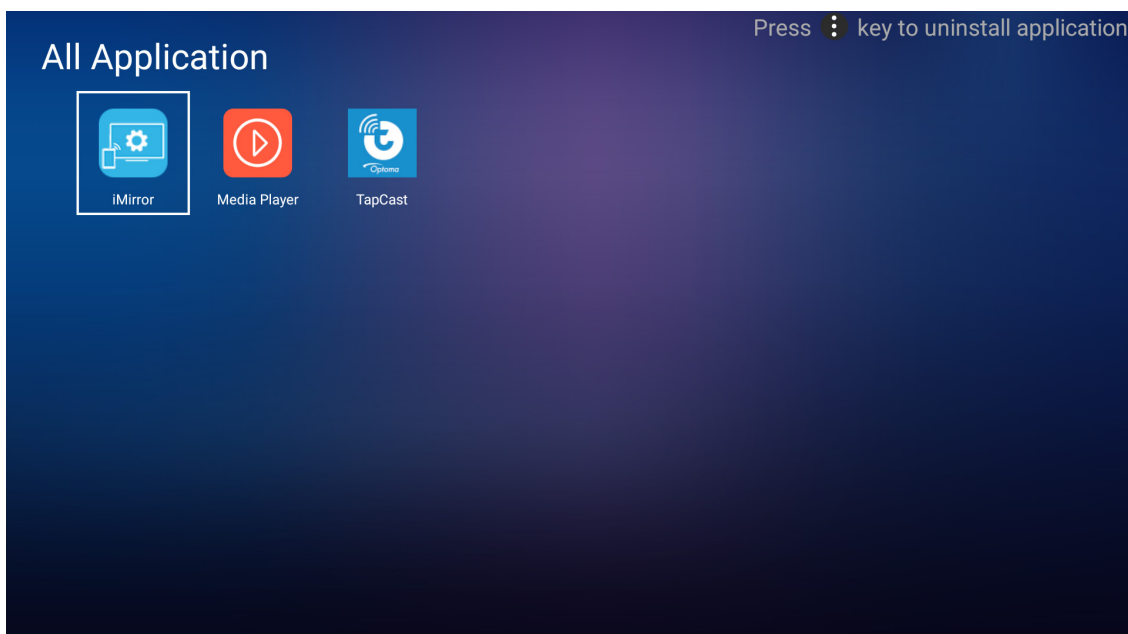 Press key to uninstall application
All Application
Optoma
iMirror Media Player TapCast